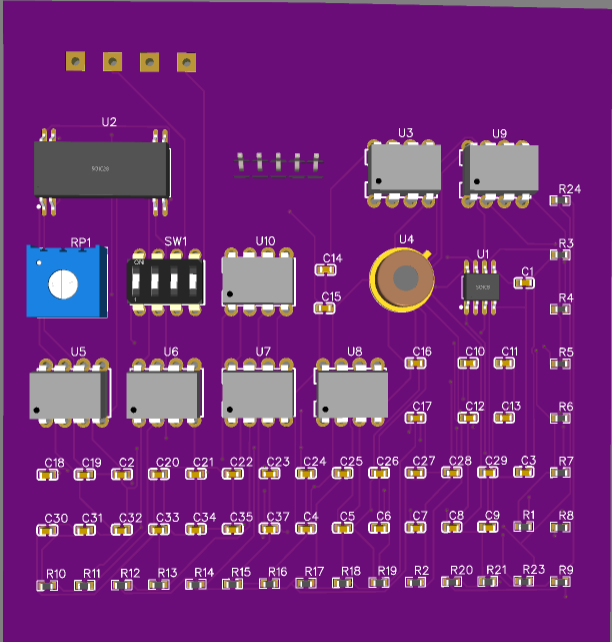 U2
U3 U9
R24
RP1 SW1 U10 U4 R3
ON
C14 U1 C1
1
C15 R4
U5 U6 U7 U8 C16 C10 C11 R5
C17 C12 C13 R6
C18 C19 C2 C20 C21 C22 C23 C24 C25 C26 C27 C28 C29 C3 R7
C30 C31 C32 C33 C34 C35 C37 C4 C5 C6 C7 C8 C9 R1 R8
R10 R11 R12 R13 R14 R15 R16 R17 R18 R19 R2 R20 R21 R23 R9